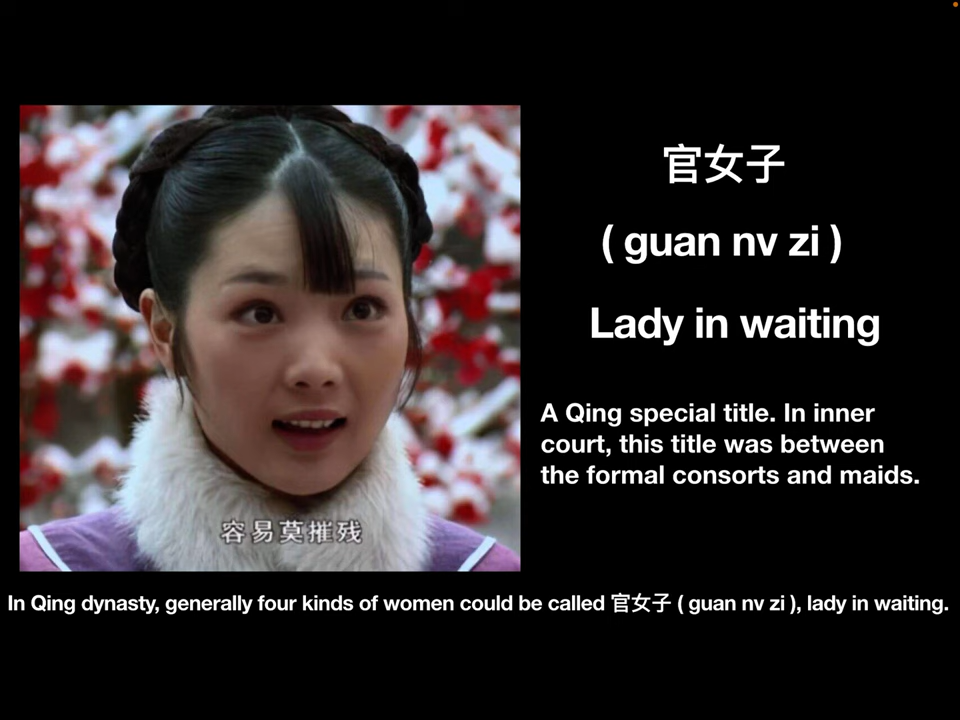 官女子
( guan nv zi )
Lady in waiting
A Qing special title. In inner
court, this title was between
the formal consorts and maids.
容易莫摧残
In Qing dynasty, generally four kinds of women could be called 官女子 ( guan nv zi ), lady in waiting.